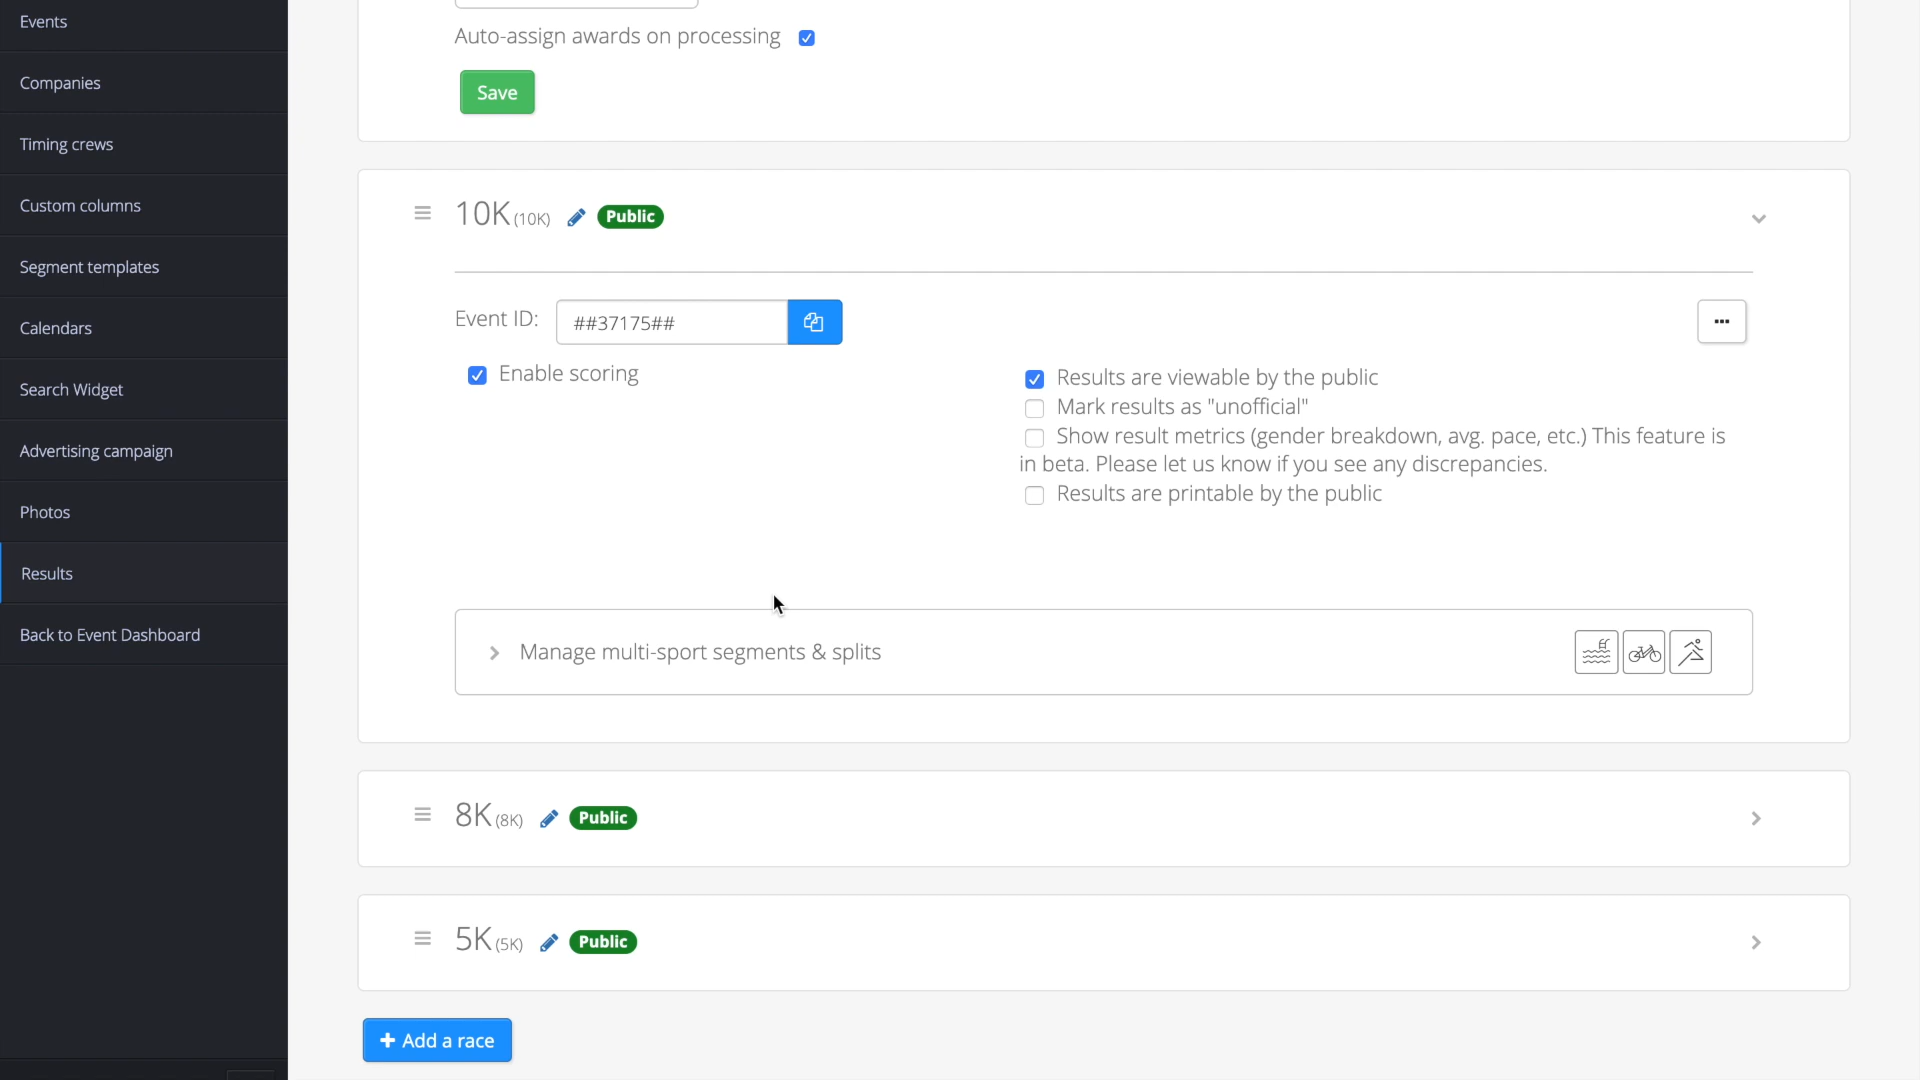 Events
Companies
Timing crews
Custom columns
Segment templates
Calendars
Search Widget
Advertising campaign
Photos
Results
Back to Event Dashboard
Auto-assign awards on processing
Save
10K (10K) Public
Event ID: ##37175## ...
Enable scoring
Results are viewable by the public
Mark results as "unofficial"
Show result metrics (gender breakdown, avg. pace, etc.) This feature is
in beta. Please let us know if you see any discrepancies.
Results are printable by the public
Manage multi-sport segments & splits
8K (8K) Public
5K (5K) Public
+ Add a race